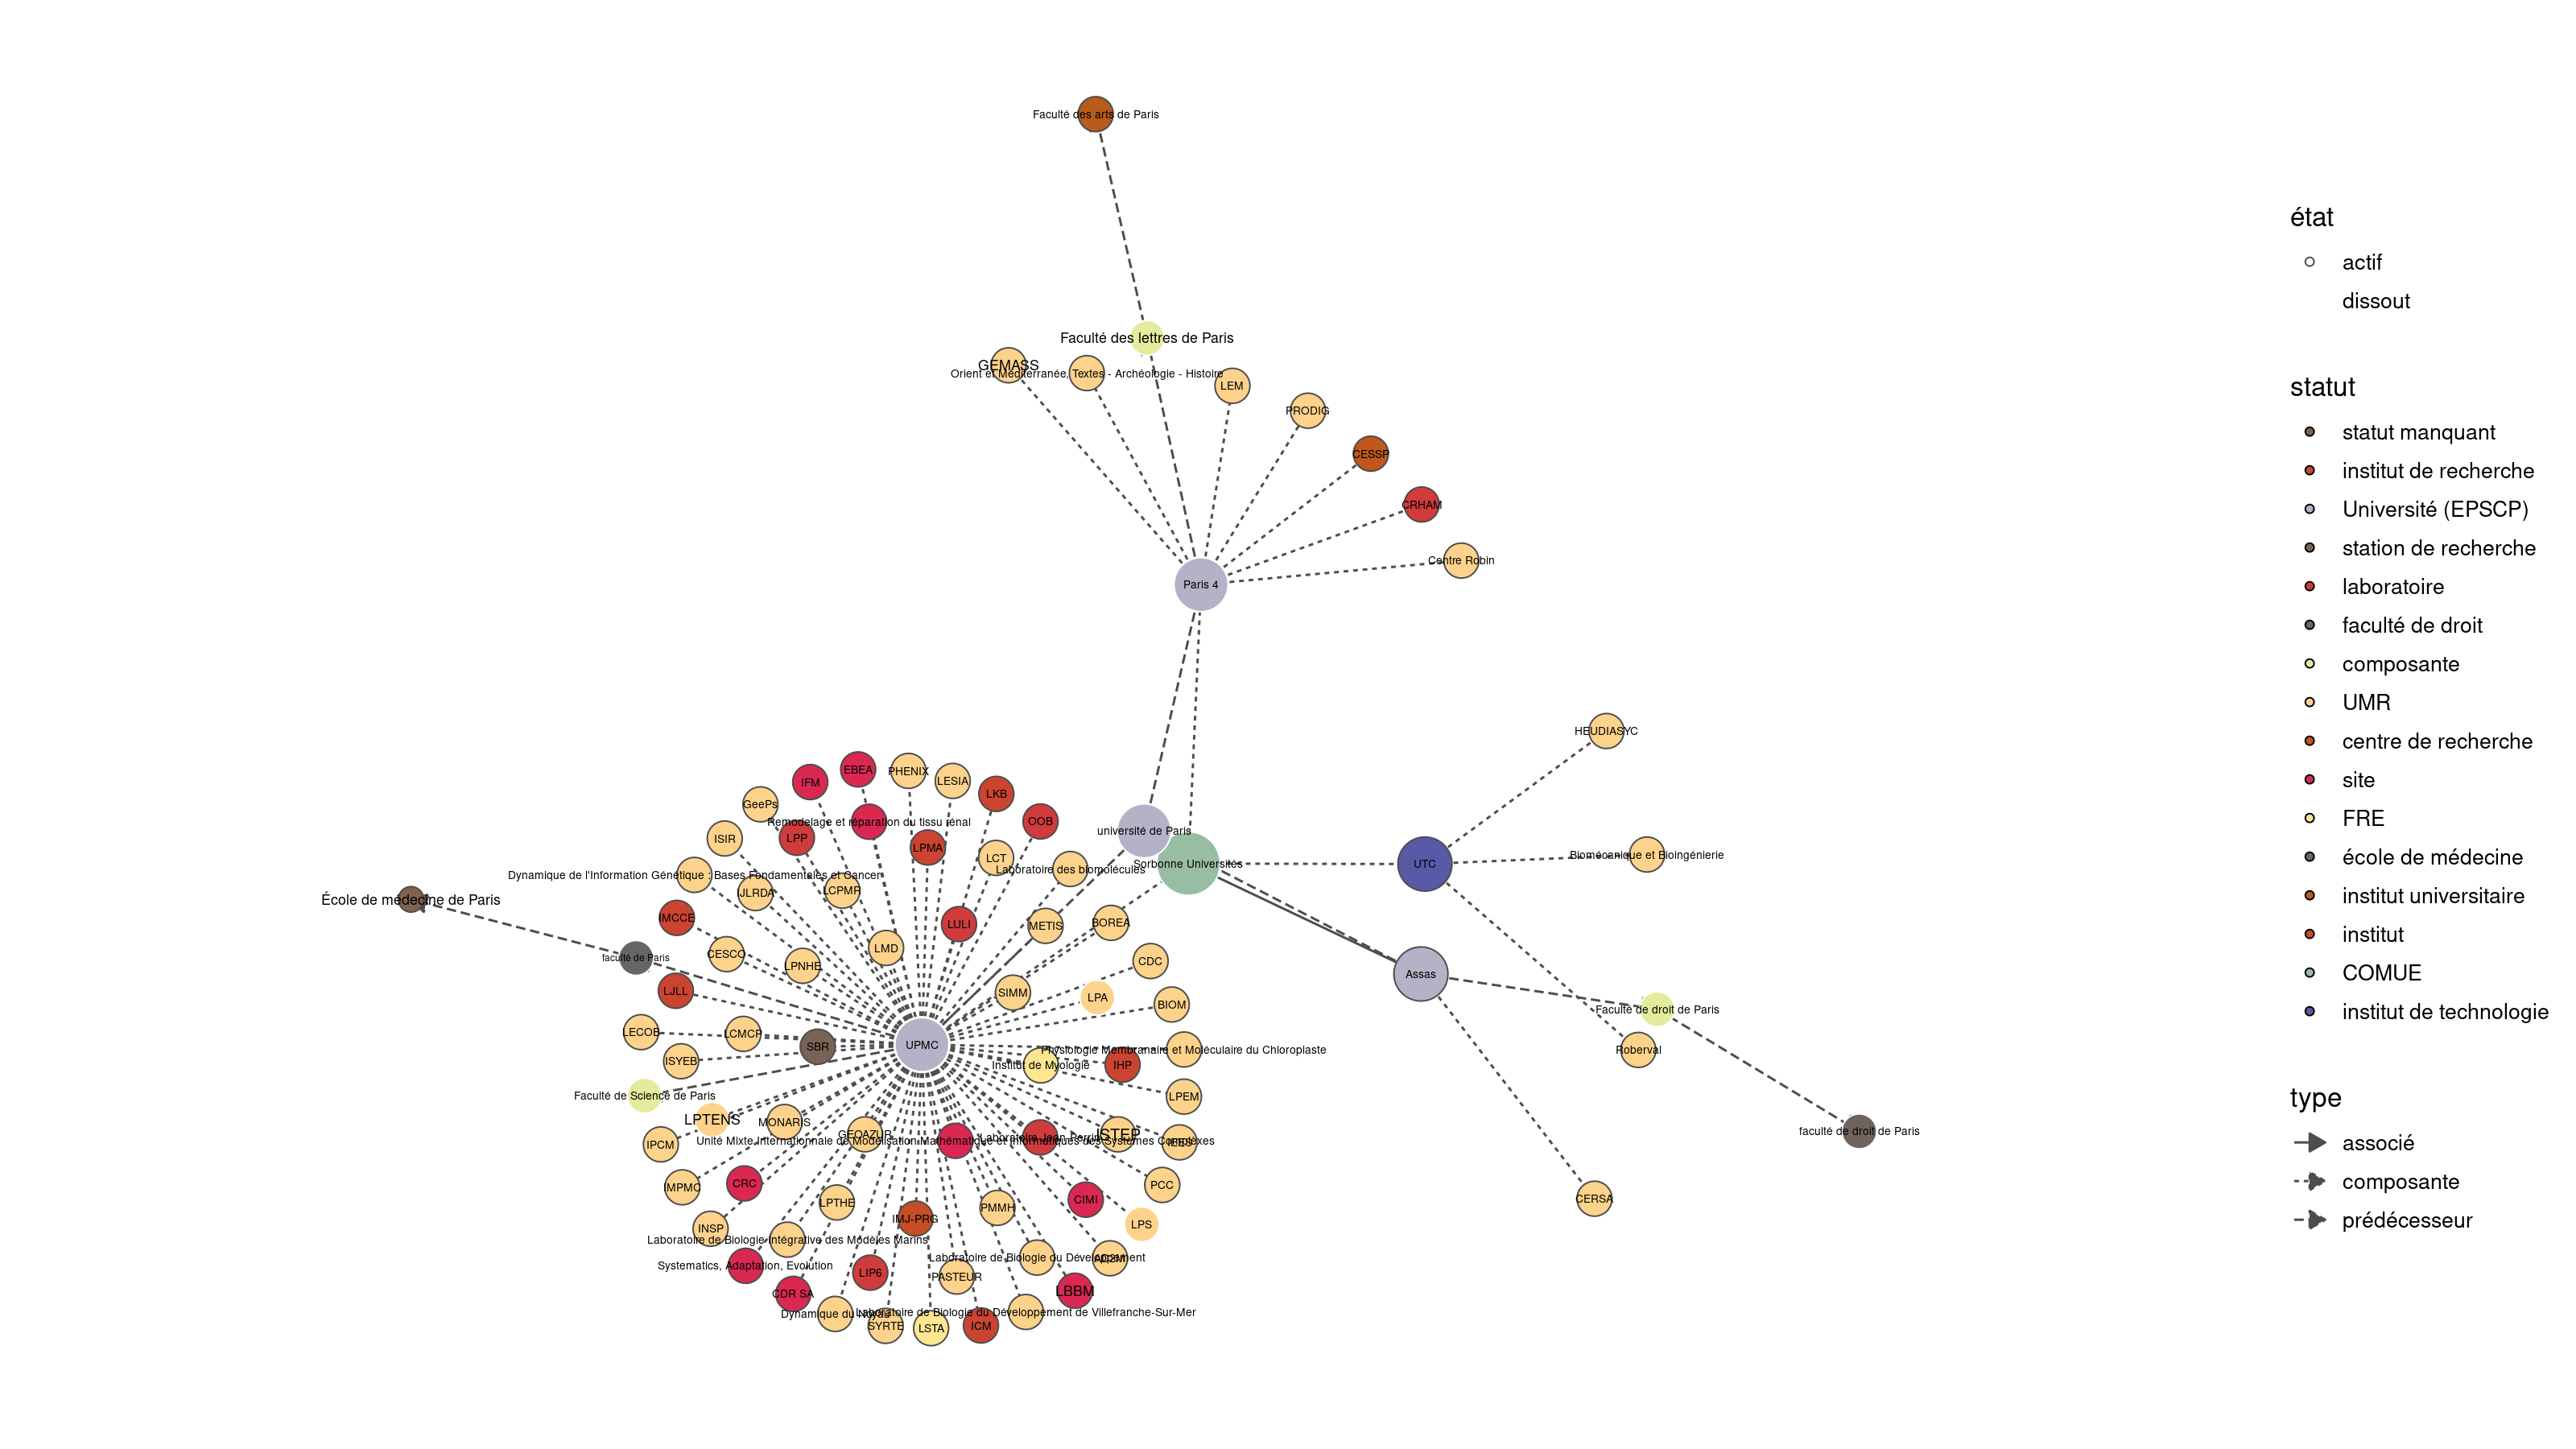 Faculté des arts de Paris
Faculté des lettres de Paris
GEMASS
Orient et Méditerranée, Textes - Archéologie - Histoire
LEM
PRODIG
CESSP
CRHAM
Centre Robin
Paris 4
HEUDIASYC
EBEA
PHENIX
LESIA
IFM
LKB
GeePs
OOB
Remodelage et réparation du tissu rénal
université de Paris
ISIR
LPP
LPMA
LCT
Biomécanique et Bioingénierie
Sorbonne Universités
UTC
Laboratoire des biomolécules
Dynamique de l'Information Génétique : Bases Fondamentales et Cancer
JLRDA
LCPMR
École de médecine de Paris
IMCCE
LULI
METIS
BOREA
LMD
CESCO
faculté de Paris
CDC
LPNHE
Assas
LJLL
SIMM
LPA
BIOM
Faculté de droit de Paris
LECOB
LCMCP
UPMC
SBR
Physiologie Membranaire et Moléculaire du Chloroplaste
Roberval
ISYEB
Institut de Myologie
IHP
Faculté de Science de Paris
LPEM
LPTENS
MONARIS
faculté de droit de Paris
GEOAZUR
ISTEP
Laboratoire Jean Perrin
Unité Mixte Internationale de Modélisation Mathématique et Informatiques des Systèmes Complexes
IEES
IPCM
CRC
PCC
IMPMC
CERSA
CIMI
LPTHE
PMMH
IMJ-PRG
LPS
INSP
Laboratoire de Biologie Intégrative des Modèles Marins
Laboratoire de Biologie du Développement
Systematics, Adaptation, Evolution
LIP6
PASTEUR
LBBM
CDR SA
Dynamique du Noyau
Laboratoire de Biologie du Développement de Villefranche-Sur-Mer
SYRTE
LSTA
ICM
état
actif
dissout
statut
statut manquant
institut de recherche
Université (EPSCP)
station de recherche
laboratoire
faculté de droit
composante
UMR
centre de recherche
site
FRE
école de médecine
institut universitaire
institut
COMUE
institut de technologie
type
associé
composante
prédécesseur